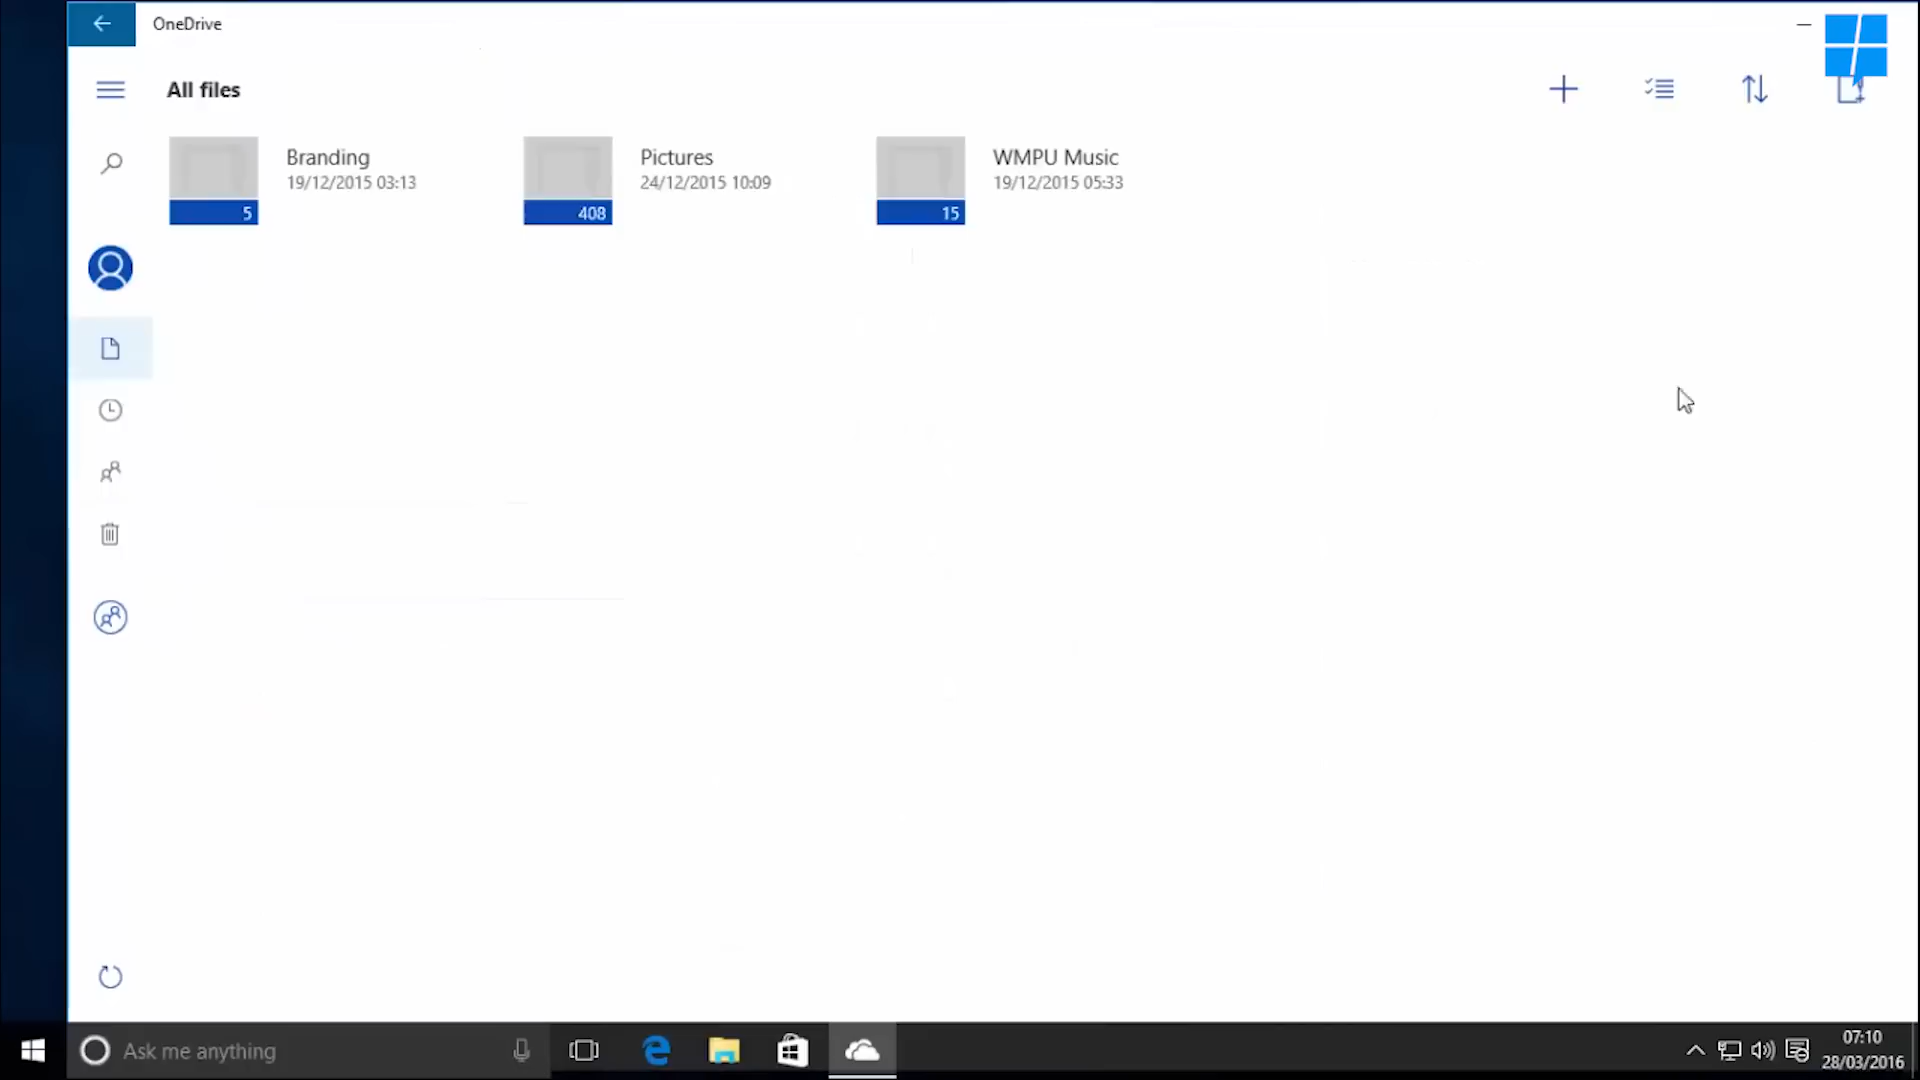 OneDrive
All files
Branding
19/12/2015 03:13
5
Pictures
24/12/2015 10:09
408
WMPU Music
19/12/2015 05:33
15
Ask me anything
07:10
28/03/2016